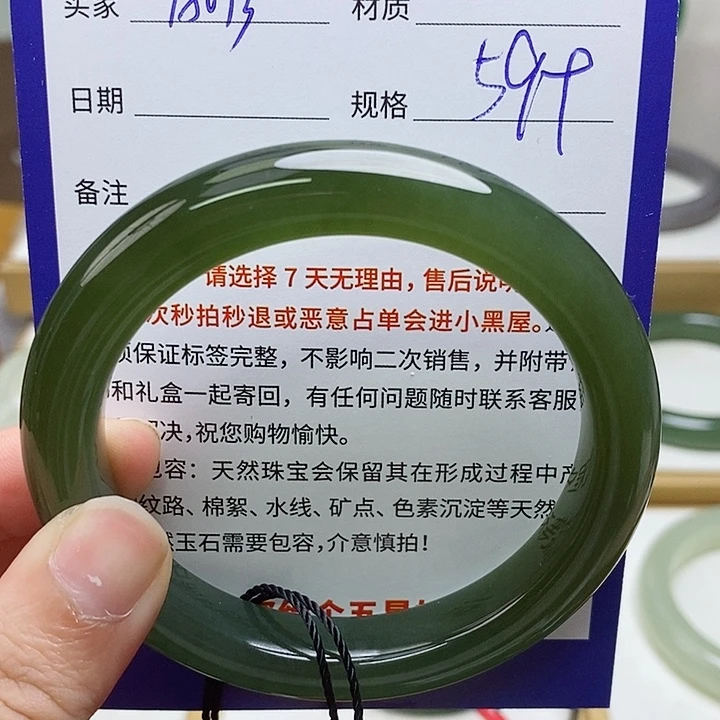 买家 材质
日期 规格
备注
请选择7天无理由，售后说
次秒拍秒退或恶意占单会进小黑屋。
须保证标签完整，不影响二次销售，并附带
和礼盒一起寄回，有任何问题随时联系客服
决，祝您购物愉快。
包容：天然珠宝会保留其在形成过程中产
纹路、棉絮、水线、矿点、色素沉淀等天然
然玉石需要包容，介意慎拍！